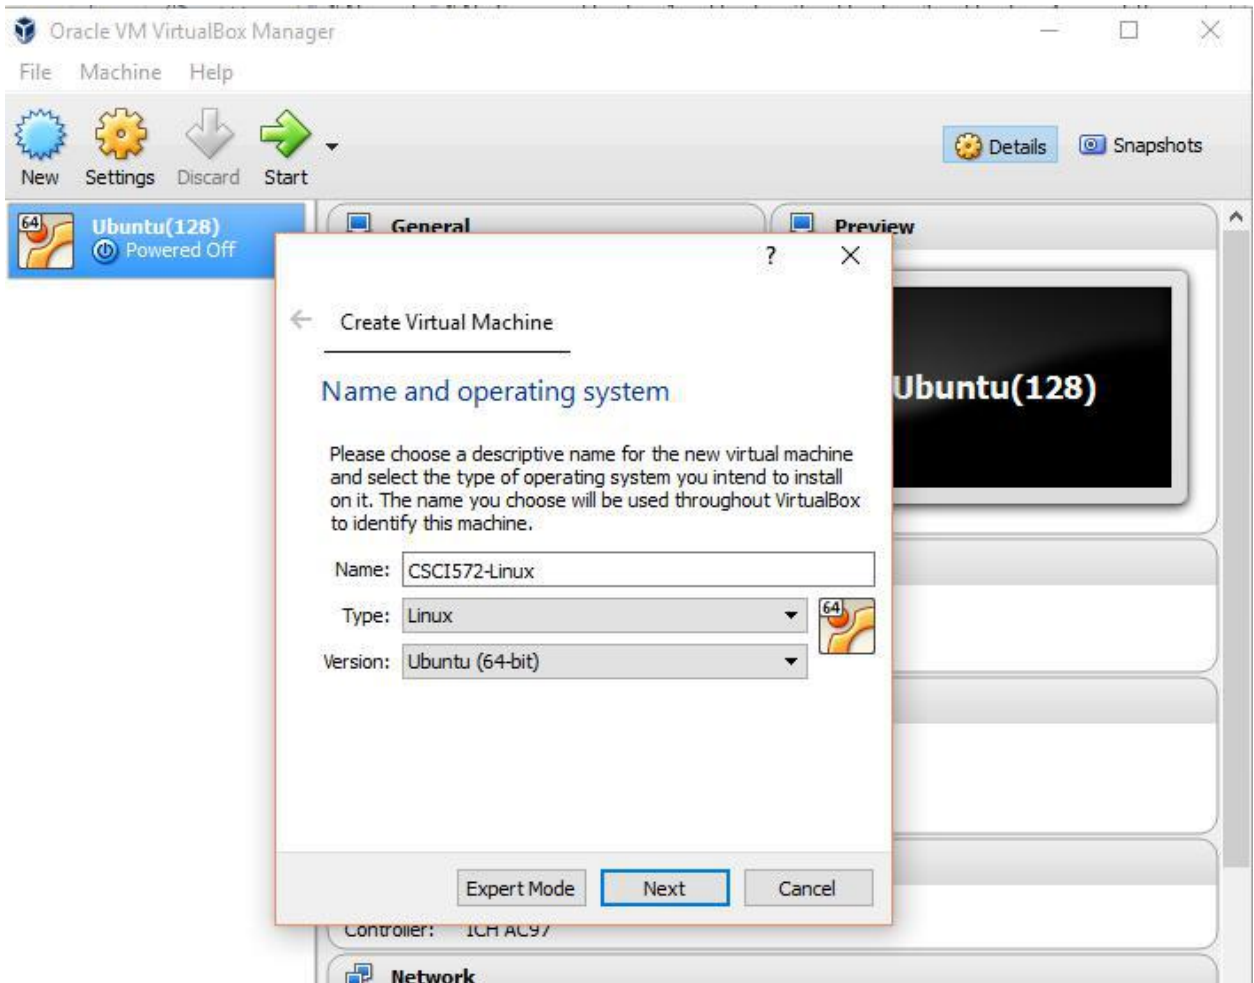 Oracle VM VirtualBox Manager
File Machine Help
New Settings Discard Start
Details Snapshots
64 Ubuntu(128)
Powered Off
General
Preview
Ubuntu(128)
?
Create Virtual Machine
Name and operating system
Please choose a descriptive name for the new virtual machine
and select the type of operating system you intend to install
on it. The name you choose will be used throughout VirtualBox
to identify this machine.
Name: CSCI572-Linux
Type: Linux
64
Version: Ubuntu (64-bit)
Expert Mode Next Cancel
Controller: ICH AC97
Network